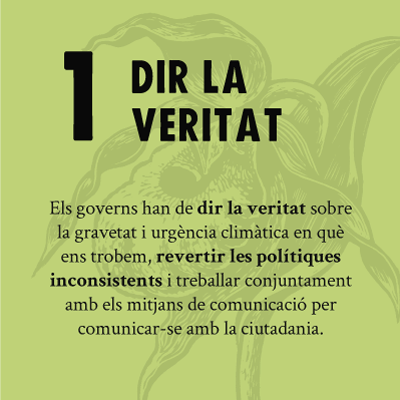 1
DIR LA
VERITAT
Els governs han de dir la veritat sobre
la gravetat i urgència climàtica en què
ens trobem, revertir les polítiques
inconsistents i treballar conjuntament
amb els mitjans de comunicació per
comunicar-se amb la ciutadania.